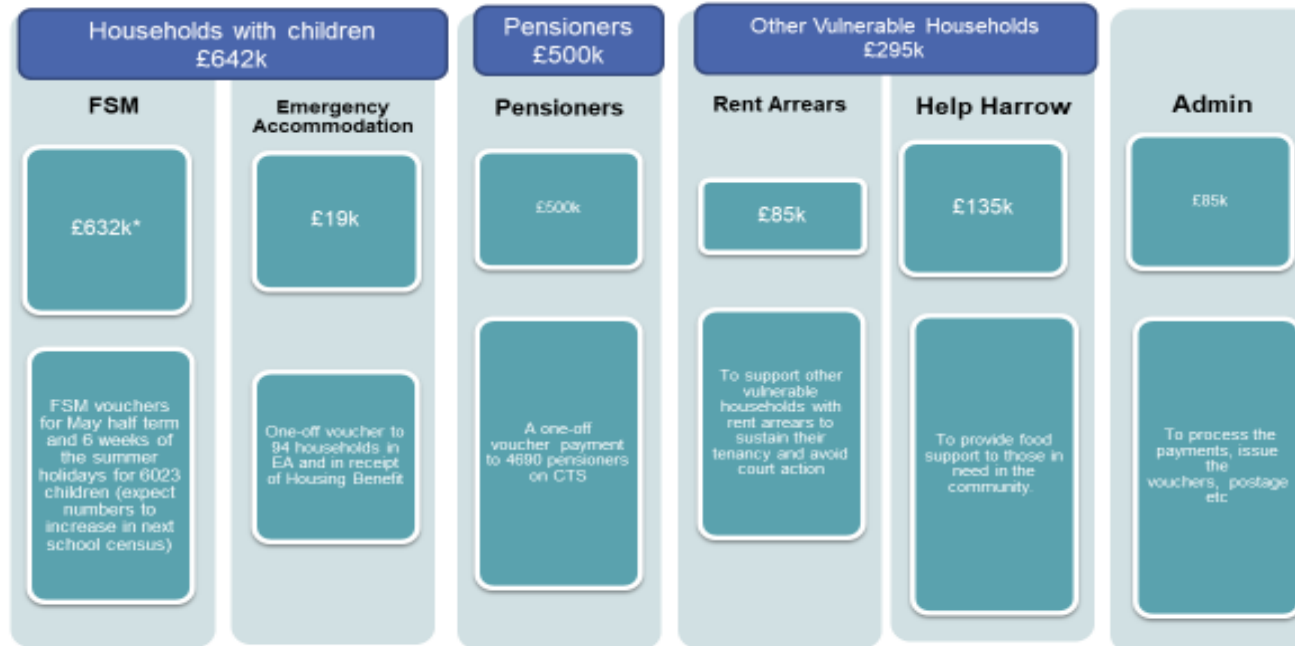 Households with children
£642k
FSM
£632k*
FSM vouchers
for May half term
and 6 weeks of
the summer
holidays for 6023
children (expect
numbers to
increase in next
school census)
Emergency
Accommodation
£19k
One-off voucher to
94 households in
EA and in receipt
of Housing Benefit
Pensioners
£500k
Pensioners
£500k
A one-off
voucher payment
to 4690 pensioners
on CTS
Other Vulnerable Households
£295k
Rent Arrears
£85k
To support other
vulnerable
households with
rent arrears to
sustain their
tenancy and avoid
court action
Help Harrow
£135k
To provide food
support to those in
need in the
community.
Admin
£85k
To process the
payments, issue
the
vouchers, postage
etc